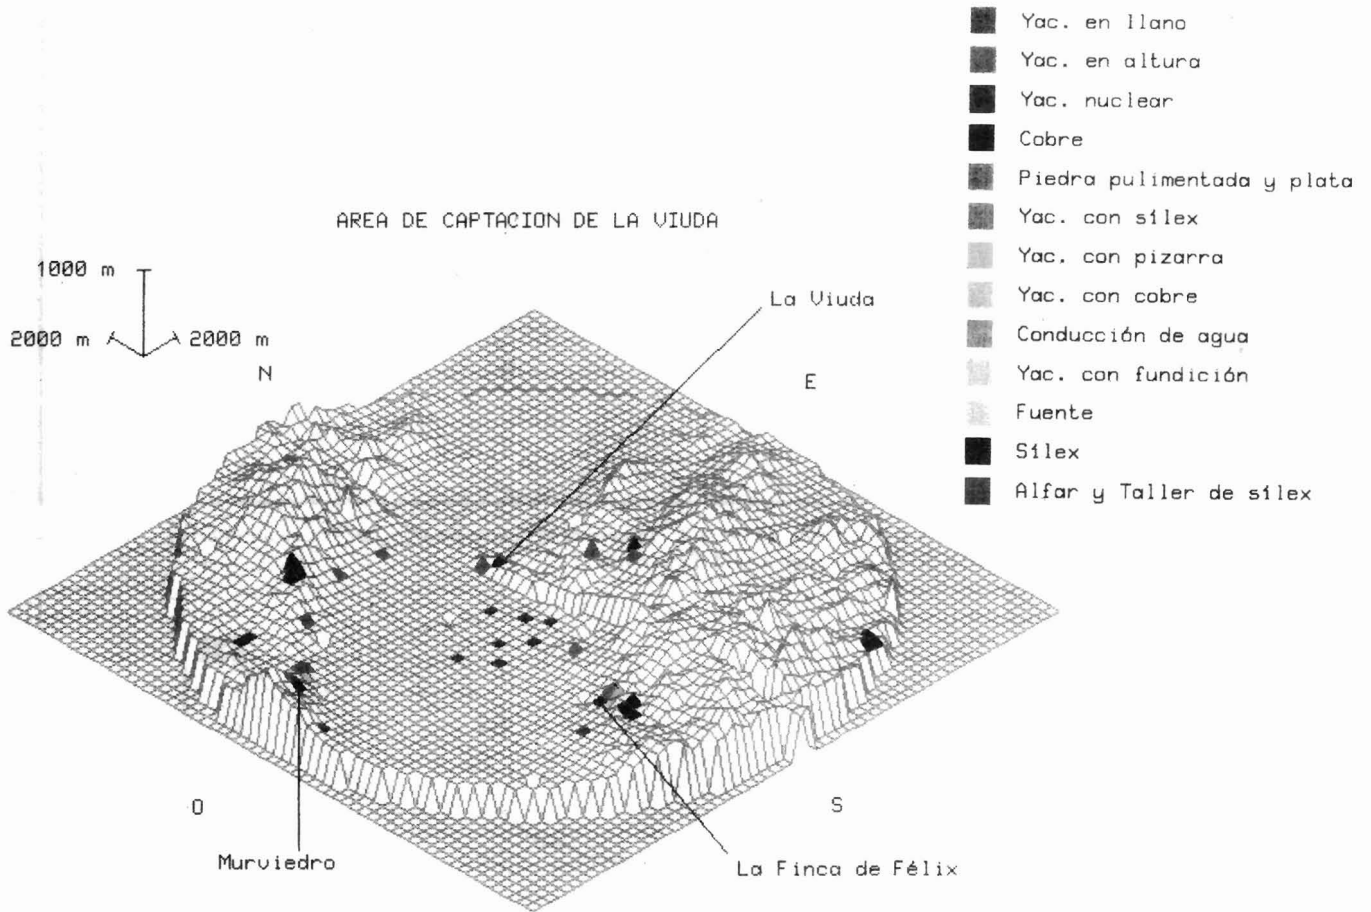 Yac. en llano
Yac. en altura
Yac. nuclear
Cobre
Piedra pulimentada y plata
Yac. con sílex
Yac. con pizarra
Yac. con cobre
Conducción de agua
Yac. con fundición
Fuente
Sílex
Alfar y Taller de sílex
AREA DE CAPTACION DE LA VIUDA
1000 m
2000 m
2000 m
N
La Viuda
E
O
S
Murviedro
La Finca de Félix